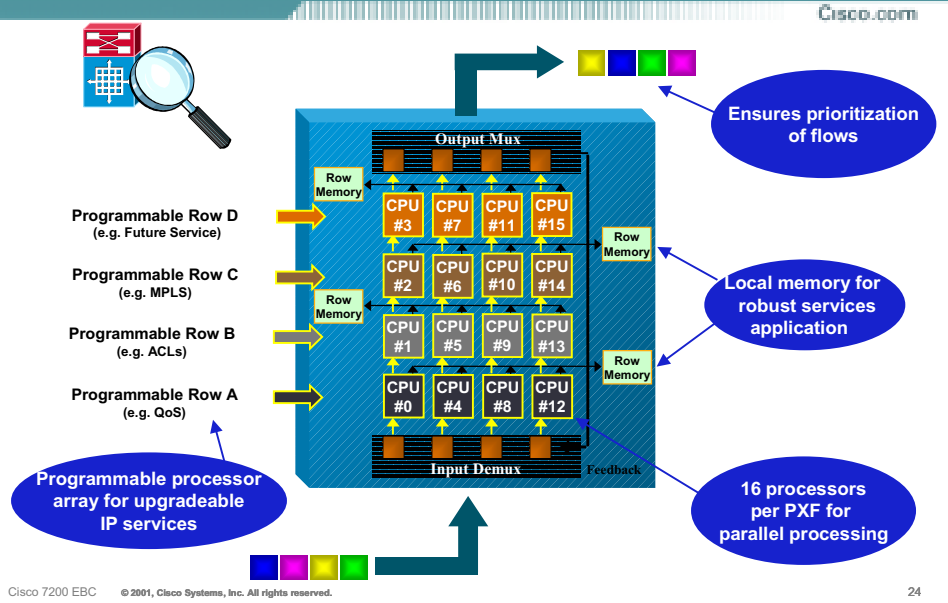 Cisco.com
Ensures prioritization
of flows
Output Mux
Row
Memory
CPU
#3
CPU
#7
CPU
#11
CPU
#15
Programmable Row D
(e.g. Future Service)
Row
Memory
CPU
#2
CPU
#6
CPU
#10
CPU
#14
Programmable Row C
(e.g. MPLS)
Local memory for
robust services
application
Row
Memory
CPU
#1
CPU
#5
CPU
#9
CPU
#13
Programmable Row B
(e.g. ACLs)
Row
Memory
CPU
#0
CPU
#4
CPU
#8
CPU
#12
Programmable Row A
(e.g. QoS)
Input Demux
Feedback
Programmable processor
array for upgradeable
IP services
16 processors
per PXF for
parallel processing
Cisco 7200 EBC
© 2001, Cisco Systems, Inc. All rights reserved.
24